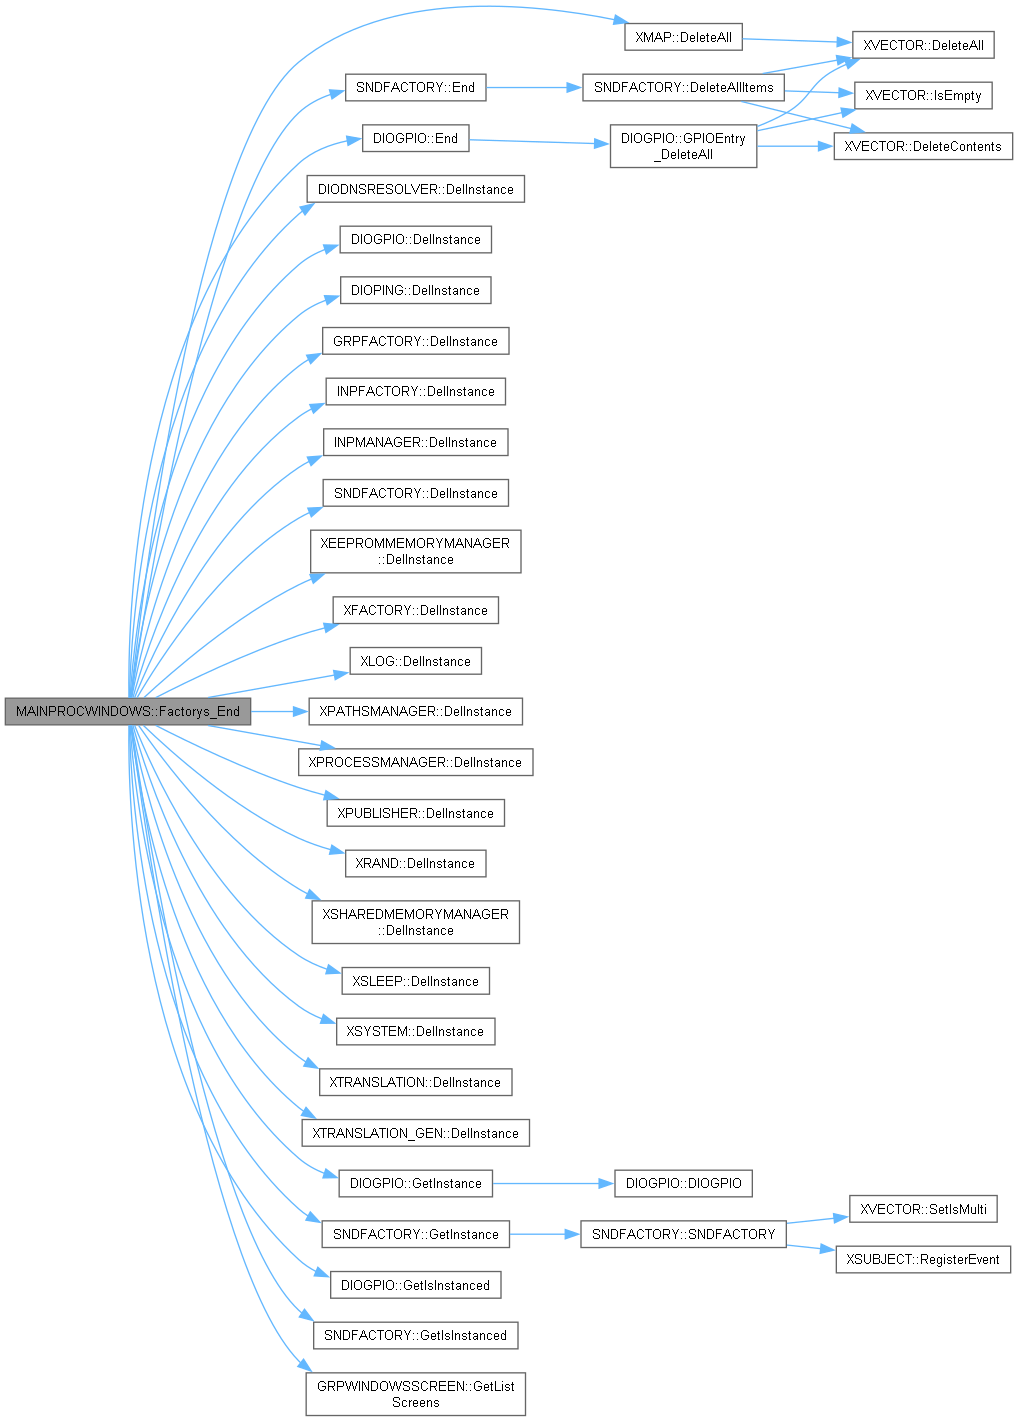 XMAP::DeleteAll
XVECTOR::DeleteAll
SNDFACTORY::End
SNDFACTORY::DeleteAllItems
XVECTOR::IsEmpty
DIOGPIO::End
DIOGPIO::GPIOEntry
_DeleteAll
XVECTOR::DeleteContents
DIODNSRESOLVER::DelInstance
DIOGPIO::DelInstance
DIOPING::DelInstance
GRPFACTORY::DelInstance
INPFACTORY::DelInstance
INPMANAGER::DelInstance
SNDFACTORY::DelInstance
XEEPROMMEMORYMANAGER
::DelInstance
XFACTORY::DelInstance
XLOG::DelInstance
MAINPROCWINDOWS::Factorys_End
XPATHSMANAGER::DelInstance
XPROCESSMANAGER::DelInstance
XPUBLISHER::DelInstance
XRAND::DelInstance
XSHAREDMEMORYMANAGER
::DelInstance
XSLEEP::DelInstance
XSYSTEM::DelInstance
XTRANSLATION::DelInstance
XTRANSLATION_GEN::DelInstance
DIOGPIO::GetInstance
DIOGPIO::DIOGPIO
XVECTOR::SetIsMulti
SNDFACTORY::GetInstance
SNDFACTORY::SNDFACTORY
XSUBJECT::RegisterEvent
DIOGPIO::GetIsInstanced
SNDFACTORY::GetIsInstanced
GRPWINDOWSSCREEN::GetList
Screens